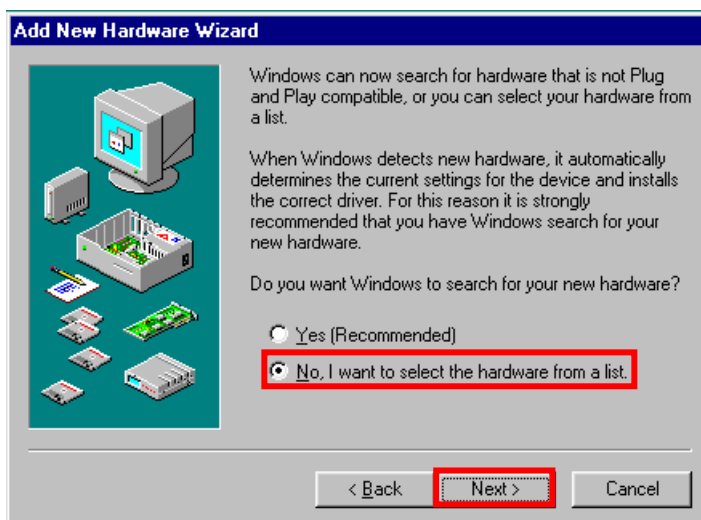 Add New Hardware Wizard
Windows can now search for hardware that is not Plug
and Play compatible, or you can select your hardware from
a list.
When Windows detects new hardware, it automatically
determines the current settings for the device and installs
the correct driver. For this reason it is strongly
recommended that you have Windows search for your
new hardware.
Do you want Windows to search for your new hardware?
Yes (Recommended)
No, I want to select the hardware from a list.
< Back Next > Cancel